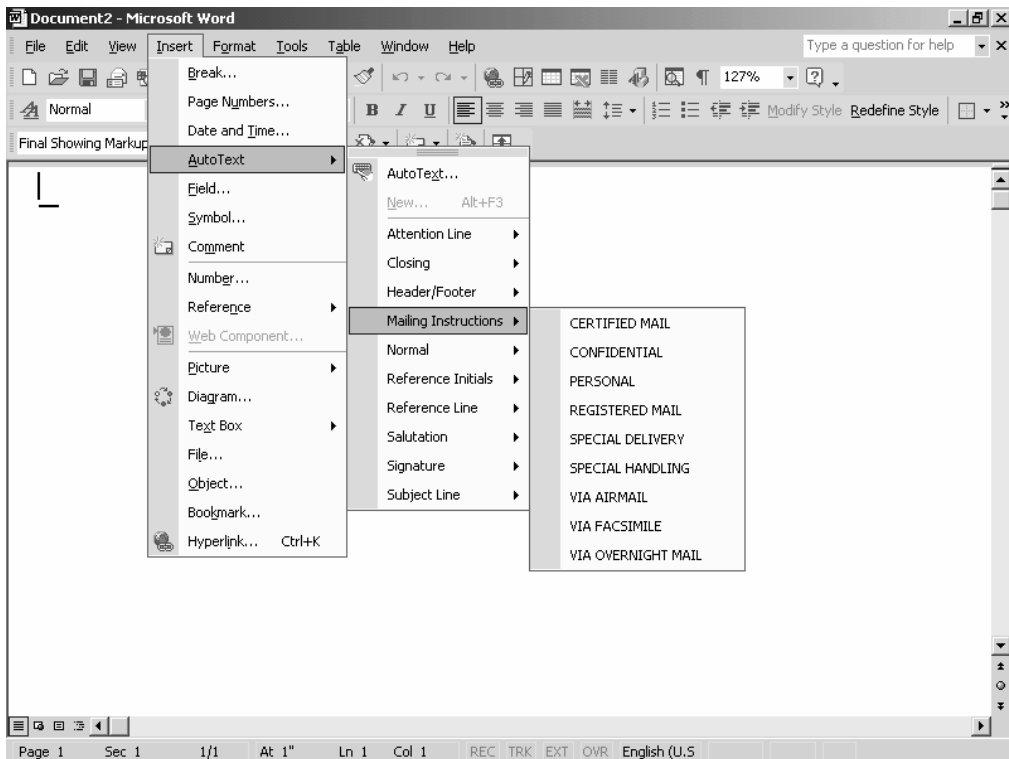 Document2 - Microsoft Word
File Edit View Insert Format Tools Table Window Help Type a question for help
127%
Normal B I U Modify Style Redefine Style
Final Showing Markup
Break...
Page Numbers...
Date and Time...
AutoText
Field...
Symbol...
Comment
Number...
Reference
Web Component...
Picture
Diagram...
Text Box
File...
Object...
Bookmark...
Hyperlink... Ctrl+K
AutoText...
New... Alt+F3
Attention Line
Closing
Header/Footer
Mailing Instructions
Normal
Reference Initials
Reference Line
Salutation
Signature
Subject Line
CERTIFIED MAIL
CONFIDENTIAL
PERSONAL
REGISTERED MAIL
SPECIAL DELIVERY
SPECIAL HANDLING
VIA AIRMAIL
VIA FACSIMILE
VIA OVERNIGHT MAIL
Page 1 Sec 1 1/1 At 1" Ln 1 Col 1 REC TRK EXT OVR English (U.S